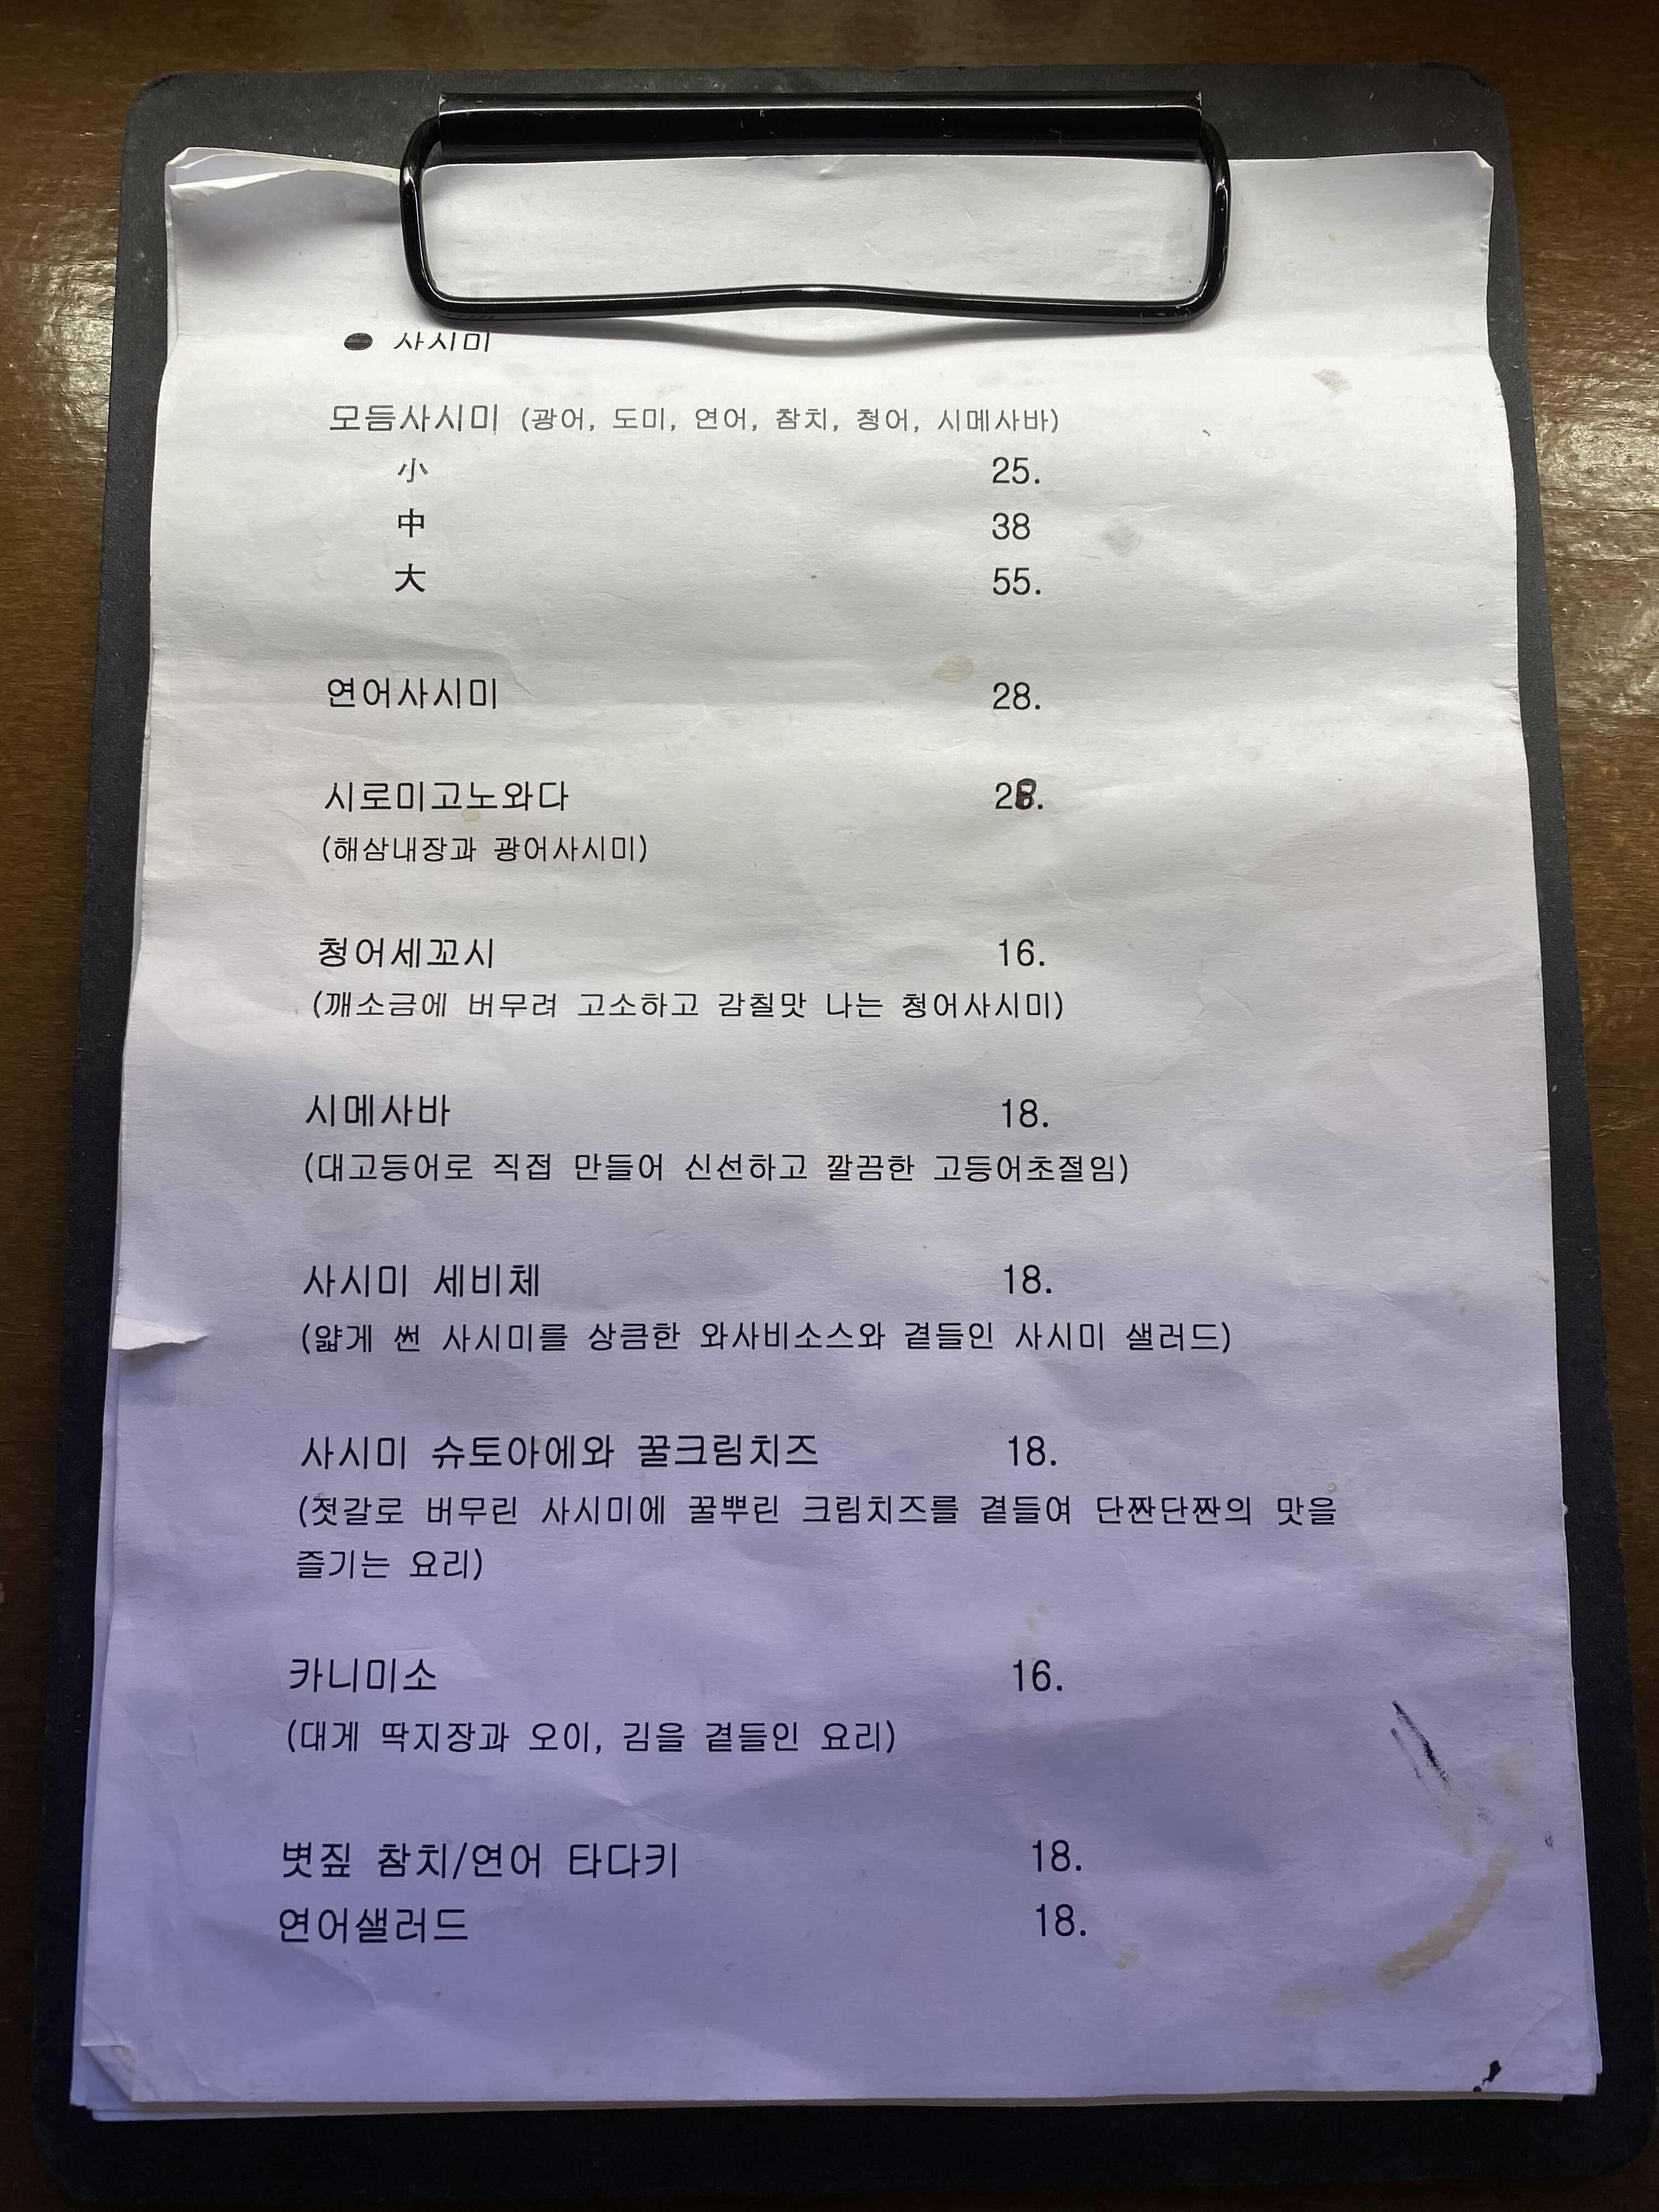 ● 사시미
모듬사시미 (광어, 도미, 연어, 참치, 청어, 시메사바)
小 25.
中 38
大 55.
연어사시미 28.
시로미고노와다 28.
(해삼내장과 광어사시미)
청어세꼬시 16.
(깨소금에 버무려 고소하고 감칠맛 나는 청어사시미)
시메사바 18.
(대고등어로 직접 만들어 신선하고 깔끔한 고등어초절임)
사시미 세비체 18.
(얇게 썬 사시미를 상큼한 와사비소스와 곁들인 사시미 샐러드)
사시미 슈토아에와 꿀크림치즈 18.
(젓갈로 버무린 사시미에 꿀뿌린 크림치즈를 곁들여 단짠단짠의 맛을
즐기는 요리)
카니미소 16.
(대게 딱지장과 오이, 김을 곁들인 요리)
볏짚 참치/연어 타다키 18.
연어샐러드 18.